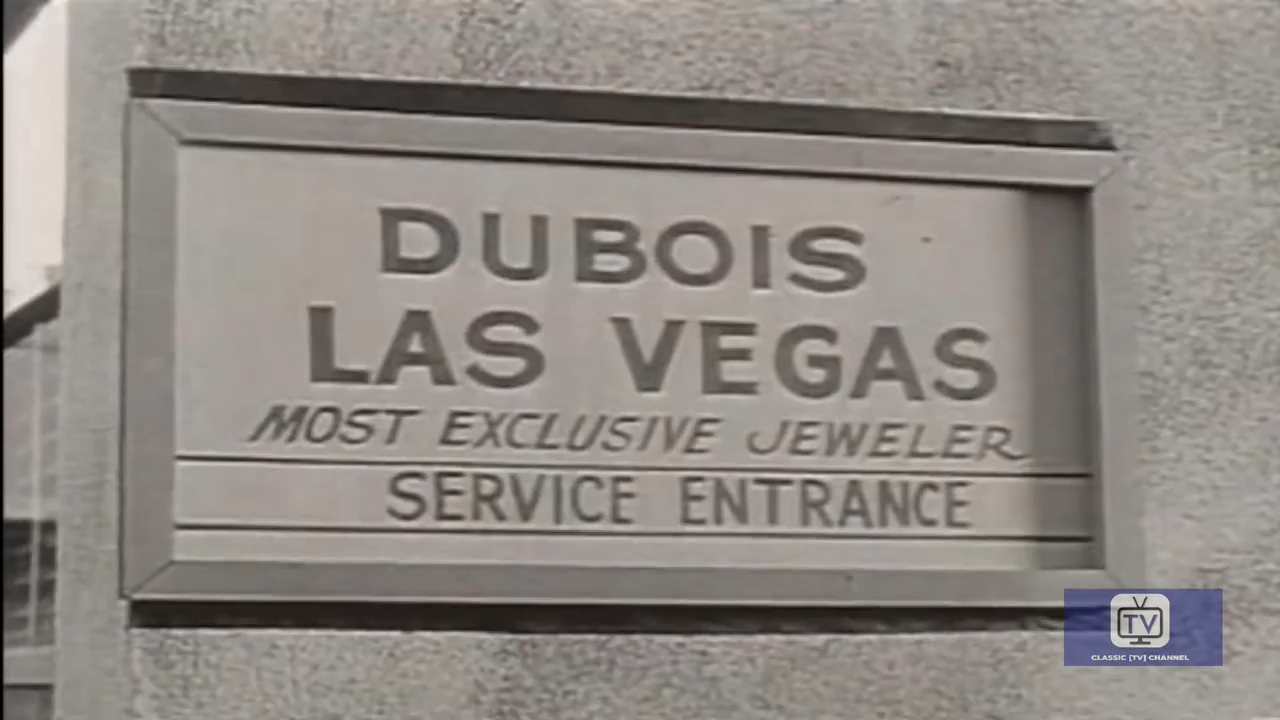 DUBOIS
LAS VEGAS
MOST EXCLUSIVE JEWELER
SERVICE ENTRANCE
TV
CLASSIC [TV] CHANNEL